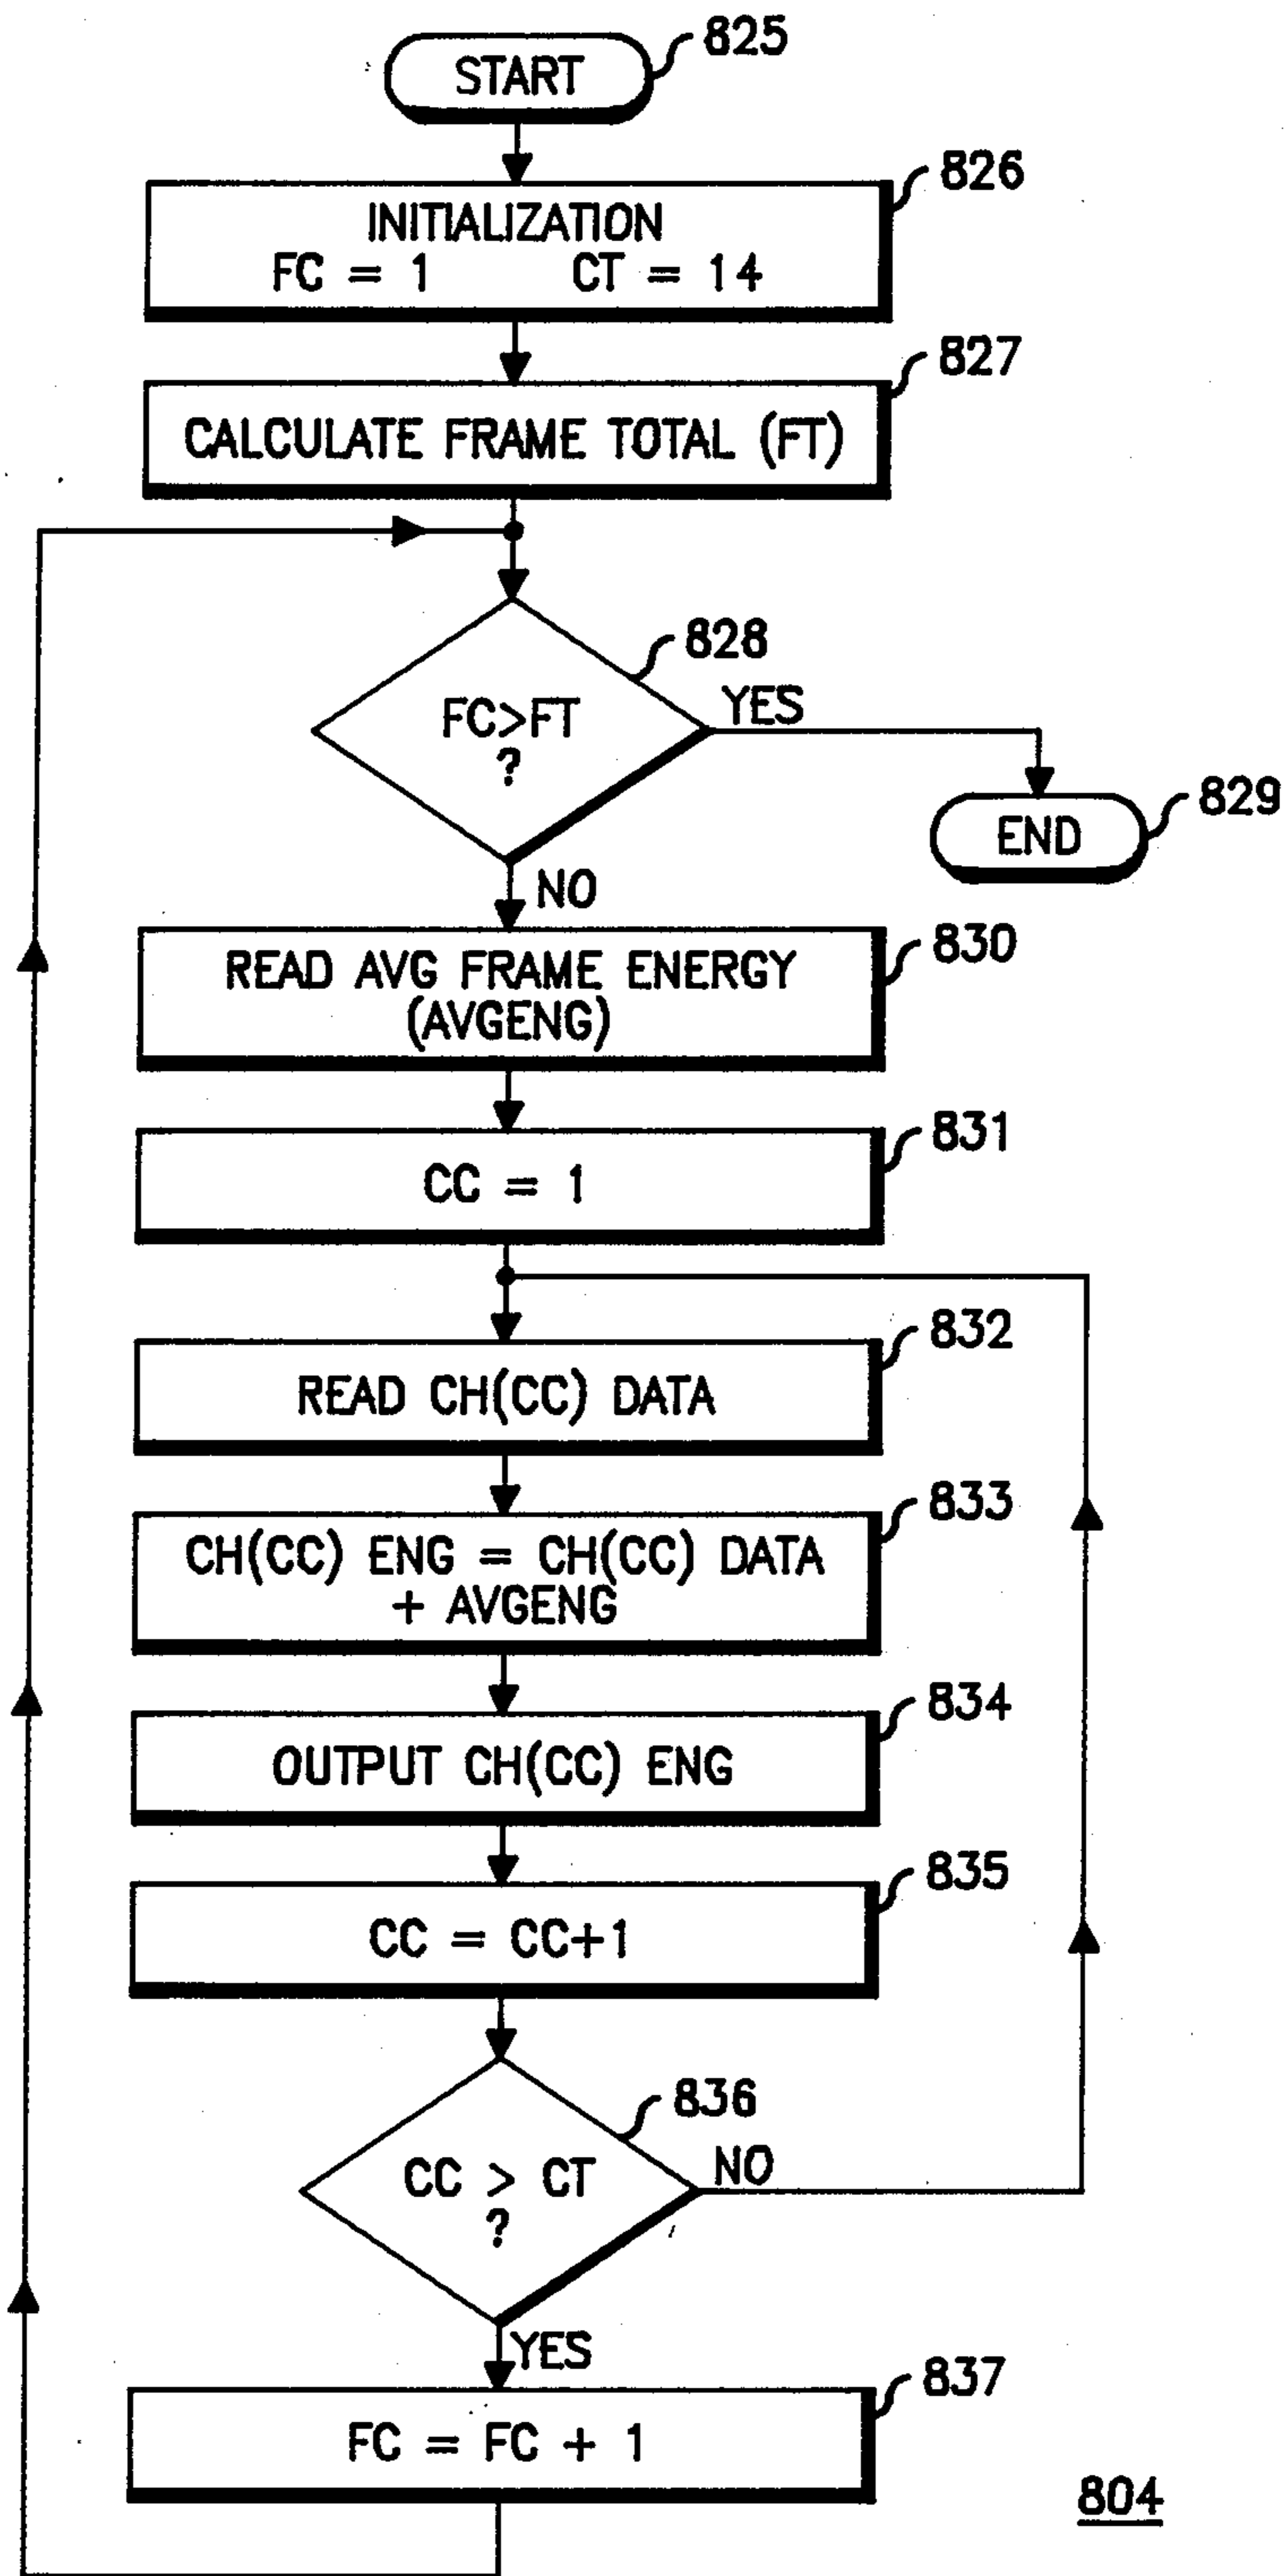 START
825
INITIALIZATION
FC = 1 CT = 14
826
CALCULATE FRAME TOTAL (FT)
827
FC>FT
?
828
YES
END
829
NO
READ AVG FRAME ENERGY
(AVGENG)
830
CC = 1
831
READ CH(CC) DATA
832
CH(CC) ENG = CH(CC) DATA
+ AVGENG
833
OUTPUT CH(CC) ENG
834
CC = CC+1
835
CC > CT
?
836
NO
YES
FC = FC + 1
837
804